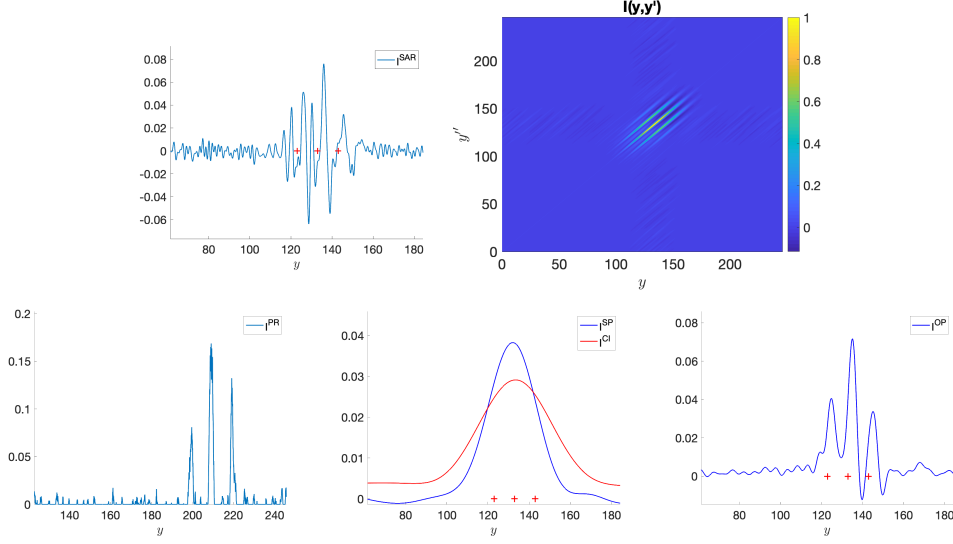 I(y,y')
I^SAR
0.08
0.06
0.04
0.02
0
-0.02
-0.04
-0.06
80 100 120 140 160 180
y
y''
200
150
100
50
0
0 50 100 150 200
y
1
0.8
0.6
0.4
0.2
0
I^PR
0.2
0.15
0.1
0.05
0
140 160 180 200 220 240
y
I^SP
I^CI
0.04
0.03
0.02
0.01
0
80 100 120 140 160 180
y
I^OP
0.08
0.06
0.04
0.02
0
80 100 120 140 160 180
y